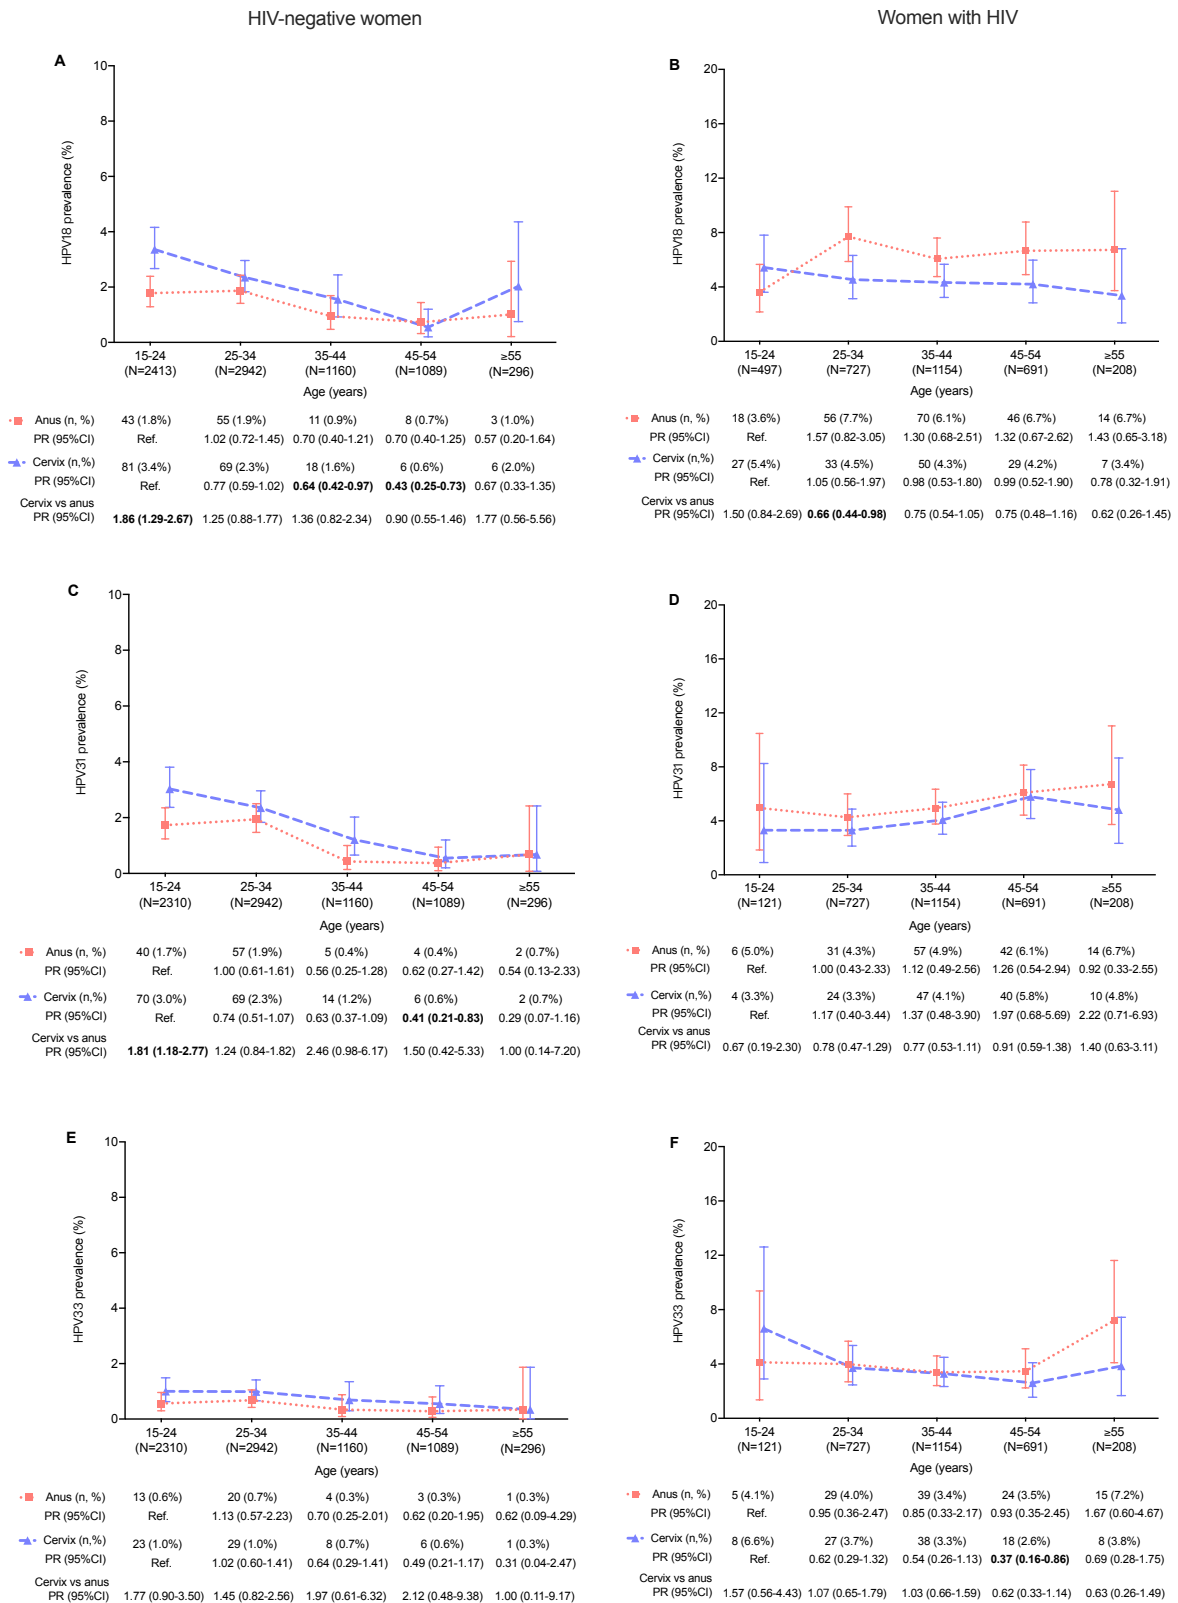 HIV-negative women
Women with HIV
A
HPV18 prevalence (%)
10
8
6
4
2
0
15-24 25-34 35-44 45-54 ≥55
(N=2413) (N=2942) (N=1160) (N=1089) (N=296)
Age (years)
Anus (n, %) 43 (1.8%) 55 (1.9%) 11 (0.9%) 8 (0.7%) 3 (1.0%)
PR (95%CI) Ref. 1.02 (0.72-1.45) 0.70 (0.40-1.21) 0.70 (0.40-1.25) 0.57 (0.20-1.64)
Cervix (n,%) 81 (3.4%) 69 (2.3%) 18 (1.6%) 6 (0.6%) 6 (2.0%)
PR (95%CI) Ref. 0.77 (0.59-1.02) 0.64 (0.42-0.97) 0.43 (0.25-0.73) 0.67 (0.33-1.35)
Cervix vs anus
PR (95%CI) 1.86 (1.29-2.67) 1.25 (0.88-1.77) 1.36 (0.82-2.34) 0.90 (0.55-1.46) 1.77 (0.56-5.56)
B
HPV18 prevalence (%)
20
16
12
8
4
0
15-24 25-34 35-44 45-54 ≥55
(N=497) (N=727) (N=1154) (N=691) (N=208)
Age (years)
Anus (n, %) 18 (3.6%) 56 (7.7%) 70 (6.1%) 46 (6.7%) 14 (6.7%)
PR (95%CI) Ref. 1.57 (0.82-3.05) 1.30 (0.68-2.51) 1.32 (0.67-2.62) 1.43 (0.65-3.18)
Cervix (n,%) 27 (5.4%) 33 (4.5%) 50 (4.3%) 29 (4.2%) 7 (3.4%)
PR (95%CI) Ref. 1.05 (0.56-1.97) 0.98 (0.53-1.80) 0.99 (0.52-1.90) 0.78 (0.32-1.91)
Cervix vs anus
PR (95%CI) 1.50 (0.84-2.69) 0.66 (0.44-0.98) 0.75 (0.54-1.05) 0.75 (0.48–1.16) 0.62 (0.26-1.45)
C
HPV31 prevalence (%)
10
8
6
4
2
0
15-24 25-34 35-44 45-54 ≥55
(N=2310) (N=2942) (N=1160) (N=1089) (N=296)
Age (years)
Anus (n, %) 40 (1.7%) 57 (1.9%) 5 (0.4%) 4 (0.4%) 2 (0.7%)
PR (95%CI) Ref. 1.00 (0.61-1.61) 0.56 (0.25-1.28) 0.62 (0.27-1.42) 0.54 (0.13-2.33)
Cervix (n,%) 70 (3.0%) 69 (2.3%) 14 (1.2%) 6 (0.6%) 2 (0.7%)
PR (95%CI) Ref. 0.74 (0.51-1.07) 0.63 (0.37-1.09) 0.41 (0.21-0.83) 0.29 (0.07-1.16)
Cervix vs anus
PR (95%CI) 1.81 (1.18-2.77) 1.24 (0.84-1.82) 2.46 (0.98-6.17) 1.50 (0.42-5.33) 1.00 (0.14-7.20)
D
HPV31 prevalence (%)
20
16
12
8
4
0
15-24 25-34 35-44 45-54 ≥55
(N=121) (N=727) (N=1154) (N=691) (N=208)
Age (years)
Anus (n, %) 6 (5.0%) 31 (4.3%) 57 (4.9%) 42 (6.1%) 14 (6.7%)
PR (95%CI) Ref. 1.00 (0.43-2.33) 1.12 (0.49-2.56) 1.26 (0.54-2.94) 0.92 (0.33-2.55)
Cervix (n,%) 4 (3.3%) 24 (3.3%) 47 (4.1%) 40 (5.8%) 10 (4.8%)
PR (95%CI) Ref. 1.17 (0.40-3.44) 1.37 (0.48-3.90) 1.97 (0.68-5.69) 2.22 (0.71-6.93)
Cervix vs anus
PR (95%CI) 0.67 (0.19-2.30) 0.78 (0.47-1.29) 0.77 (0.53-1.11) 0.91 (0.59-1.38) 1.40 (0.63-3.11)
E
HPV33 prevalence (%)
10
8
6
4
2
0
15-24 25-34 35-44 45-54 ≥55
(N=2310) (N=2942) (N=1160) (N=1089) (N=296)
Age (years)
Anus (n, %) 13 (0.6%) 20 (0.7%) 4 (0.3%) 3 (0.3%) 1 (0.3%)
PR (95%CI) Ref. 1.13 (0.57-2.23) 0.70 (0.25-2.01) 0.62 (0.20-1.95) 0.62 (0.09-4.29)
Cervix (n,%) 23 (1.0%) 29 (1.0%) 8 (0.7%) 6 (0.6%) 1 (0.3%)
PR (95%CI) Ref. 1.02 (0.60-1.41) 0.64 (0.29-1.41) 0.49 (0.21-1.17) 0.31 (0.04-2.47)
Cervix vs anus
PR (95%CI) 1.77 (0.90-3.50) 1.45 (0.82-2.56) 1.97 (0.61-6.32) 2.12 (0.48-9.38) 1.00 (0.11-9.17)
F
HPV33 prevalence (%)
20
16
12
8
4
0
15-24 25-34 35-44 45-54 ≥55
(N=121) (N=727) (N=1154) (N=691) (N=208)
Age (years)
Anus (n, %) 5 (4.1%) 29 (4.0%) 39 (3.4%) 24 (3.5%) 15 (7.2%)
PR (95%CI) Ref. 0.95 (0.36-2.47) 0.85 (0.33-2.17) 0.93 (0.35-2.45) 1.67 (0.60-4.67)
Cervix (n,%) 8 (6.6%) 27 (3.7%) 38 (3.3%) 18 (2.6%) 8 (3.8%)
PR (95%CI) Ref. 0.62 (0.29-1.32) 0.54 (0.26-1.13) 0.37 (0.16-0.86) 0.69 (0.28-1.75)
Cervix vs anus
PR (95%CI) 1.57 (0.56-4.43) 1.07 (0.65-1.79) 1.03 (0.66-1.59) 0.62 (0.33-1.14) 0.63 (0.26-1.49)